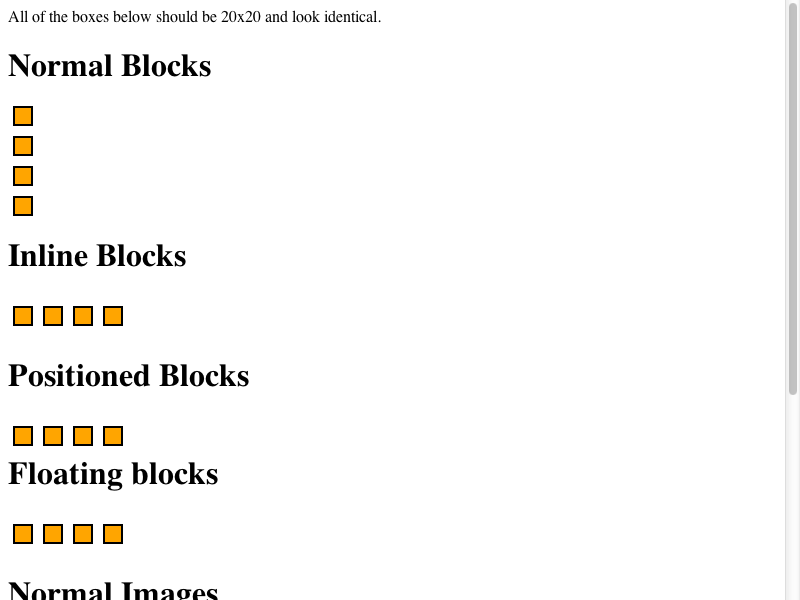 All of the boxes below should be 20x20 and look identical.
Normal Blocks
Inline Blocks
Positioned Blocks
Floating blocks
Normal Images